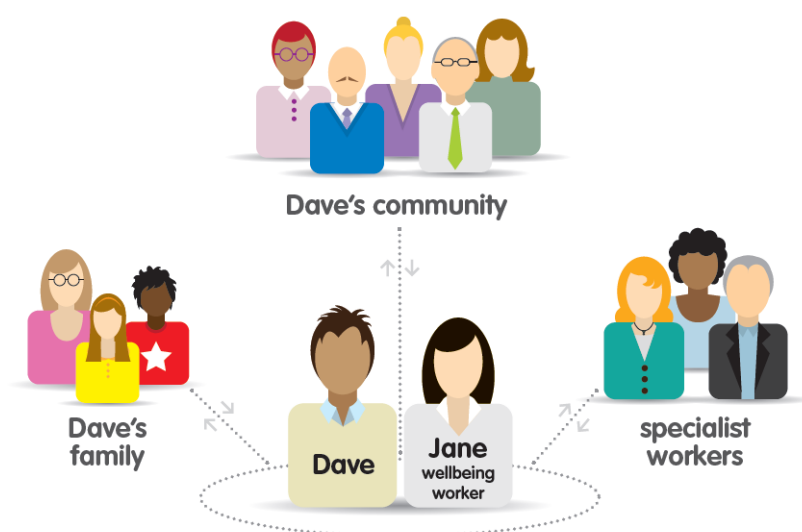 Dave's community
Dave's
family
Dave
Jane
wellbeing
worker
specialist
workers